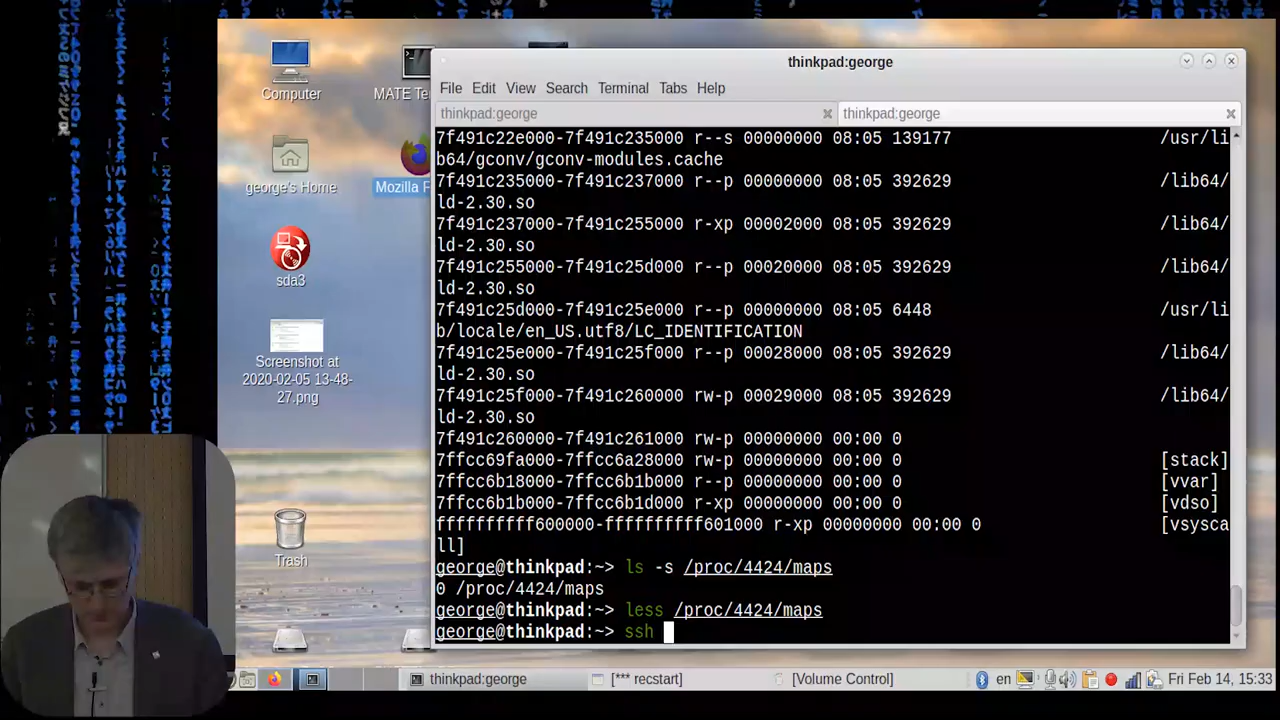 thinkpad:george
File Edit View Search Terminal Tabs Help
thinkpad:george
thinkpad:george
7f491c22e000-7f491c235000 r--s 00000000 08:05 139177 /usr/li
b64/gconv/gconv-modules.cache
7f491c235000-7f491c237000 r--p 00000000 08:05 392629 /lib64/
ld-2.30.so
7f491c237000-7f491c255000 r-xp 00002000 08:05 392629 /lib64/
ld-2.30.so
7f491c255000-7f491c25d000 r--p 00020000 08:05 392629 /lib64/
ld-2.30.so
7f491c25d000-7f491c25e000 r--p 00000000 08:05 6448 /usr/li
b/locale/en_US.utf8/LC_IDENTIFICATION
7f491c25e000-7f491c25f000 r--p 00028000 08:05 392629 /lib64/
ld-2.30.so
7f491c25f000-7f491c260000 rw-p 00029000 08:05 392629 /lib64/
ld-2.30.so
7f491c260000-7f491c261000 rw-p 00000000 00:00 0
7ffcc69fa000-7ffcc6a28000 rw-p 00000000 00:00 0 [stack]
7ffcc6b18000-7ffcc6b1b000 r--p 00000000 00:00 0 [vvar]
7ffcc6b1b000-7ffcc6b1d000 r-xp 00000000 00:00 0 [vdso]
ffffffffff600000-ffffffffff601000 r-xp 00000000 00:00 0 [vsysca
ll]
george@thinkpad:~> ls -s /proc/4424/maps
0 /proc/4424/maps
george@thinkpad:~> less /proc/4424/maps
george@thinkpad:~> ssh
Computer
MATE Te
george's Home
Mozilla F
sda3
Screenshot at
2020-02-05 13-48-
27.png
Trash
thinkpad:george
[*** recstart]
[Volume Control]
en
Fri Feb 14, 15:33